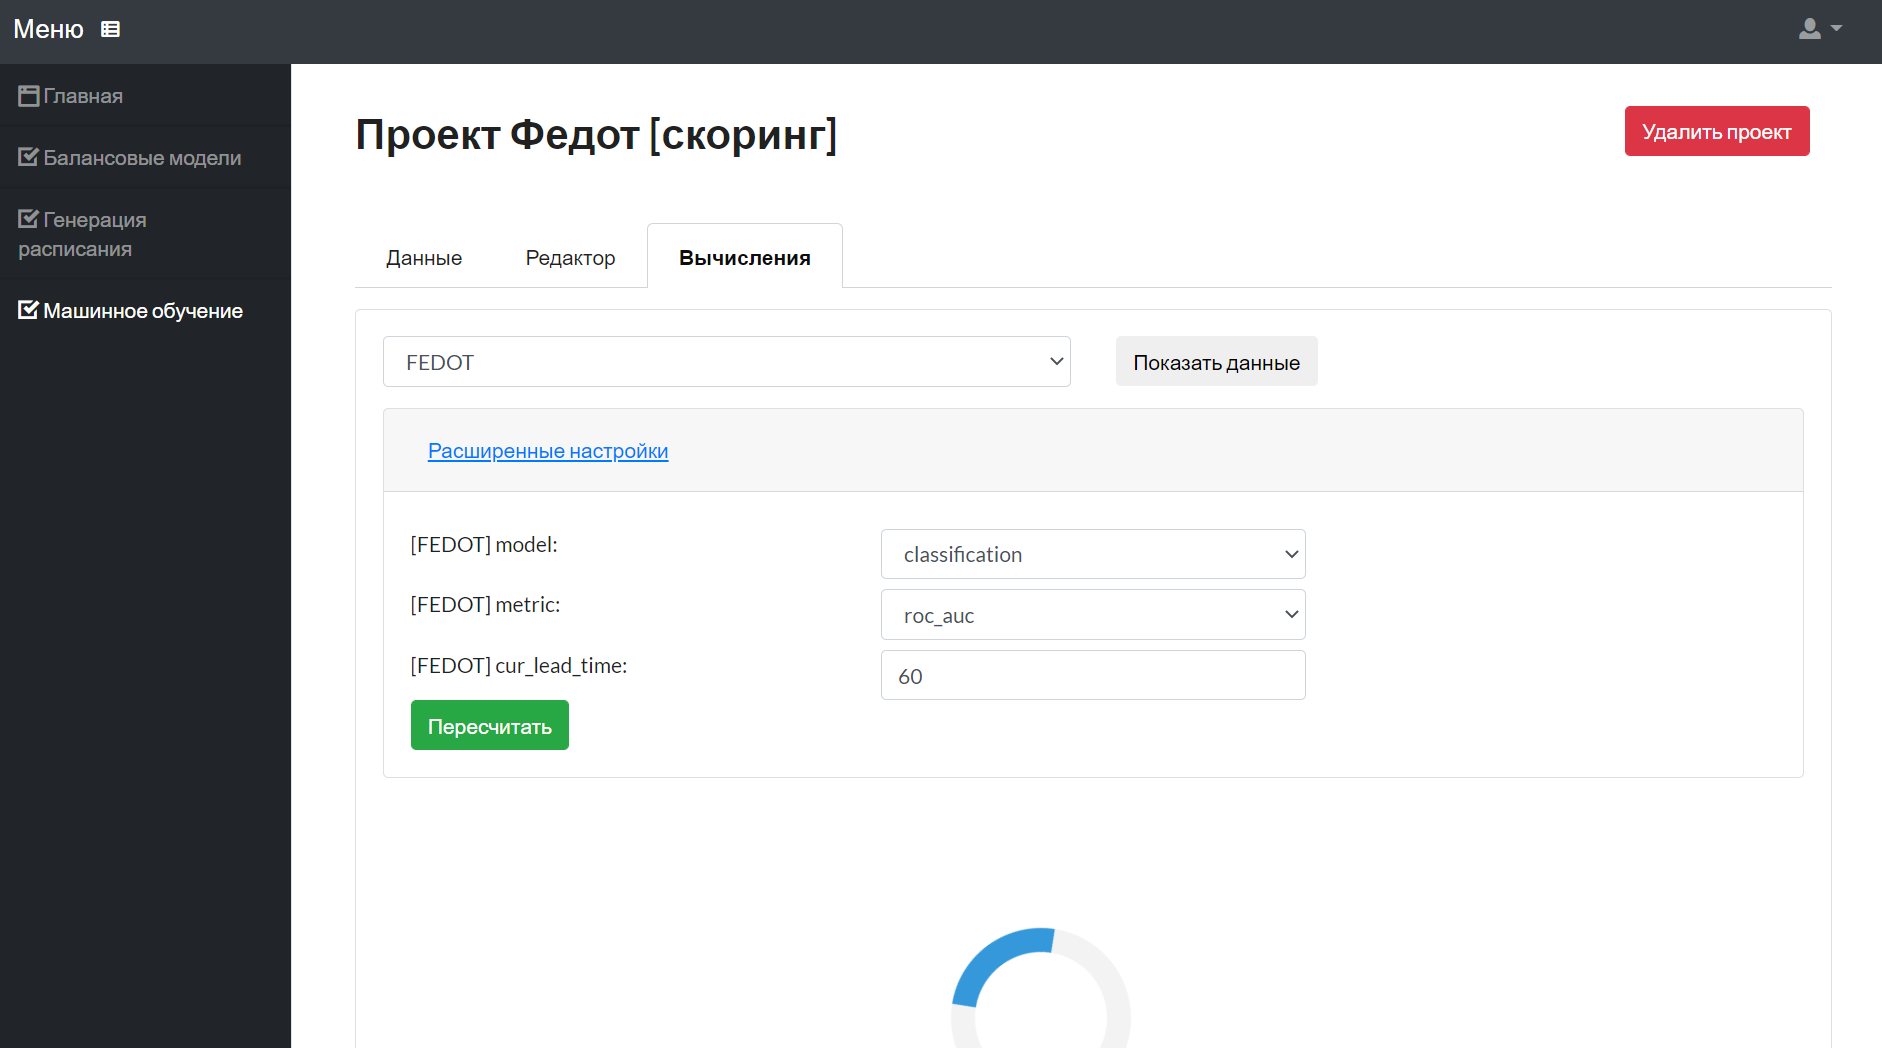 Меню
Главная
Балансовые модели
Генерация
расписания
Машинное обучение
Проект Федот [скоринг]
Удалить проект
Данные
Редактор
Вычисления
FEDOT
Показать данные
Расширенные настройки
[FEDOT] model:
classification
[FEDOT] metric:
roc_auc
[FEDOT] cur_lead_time:
60
Пересчитать